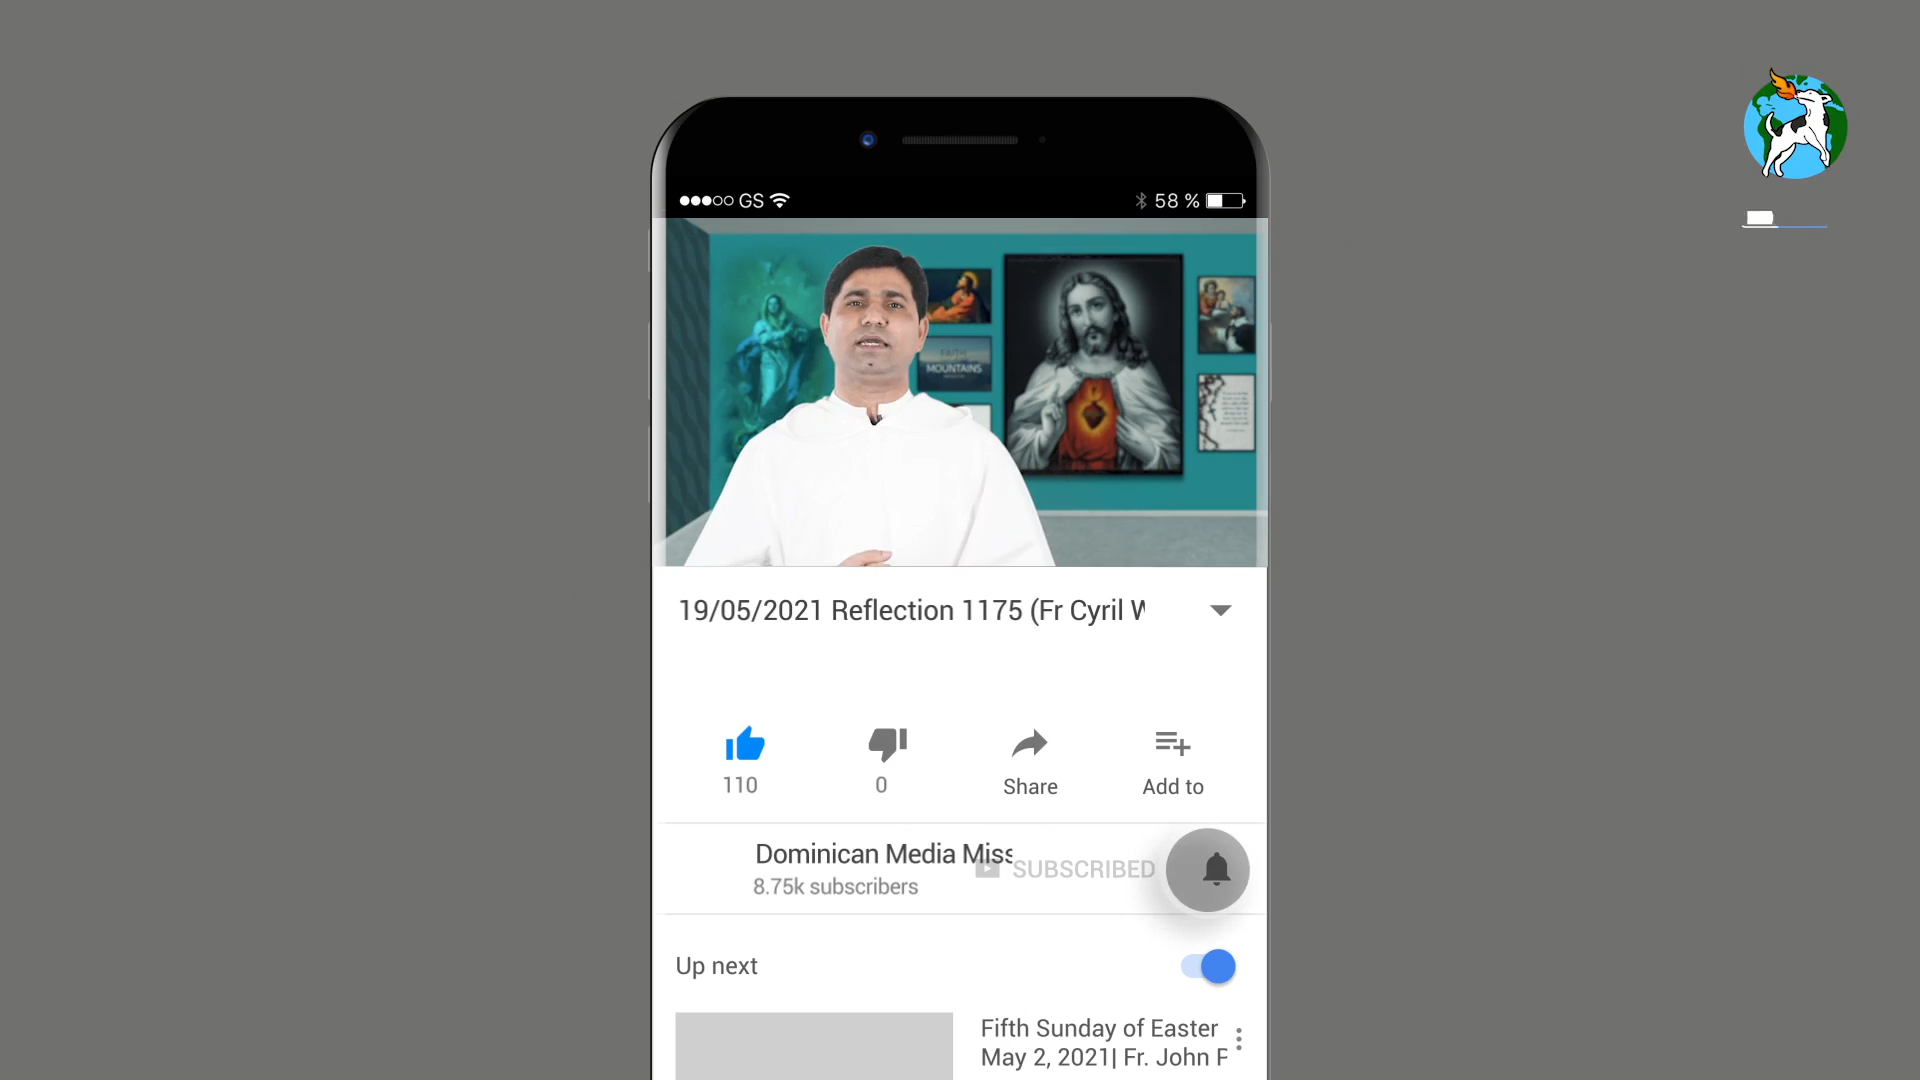 GS
58 %
FAITH
MOUNTAINS
19/05/2021 Reflection 1175 (Fr Cyril W
110
0
Share
Add to
Dominican Media Miss
SUBSCRIBED
8.75k subscribers
Up next
Fifth Sunday of Easter
May 2, 2021| Fr. John F